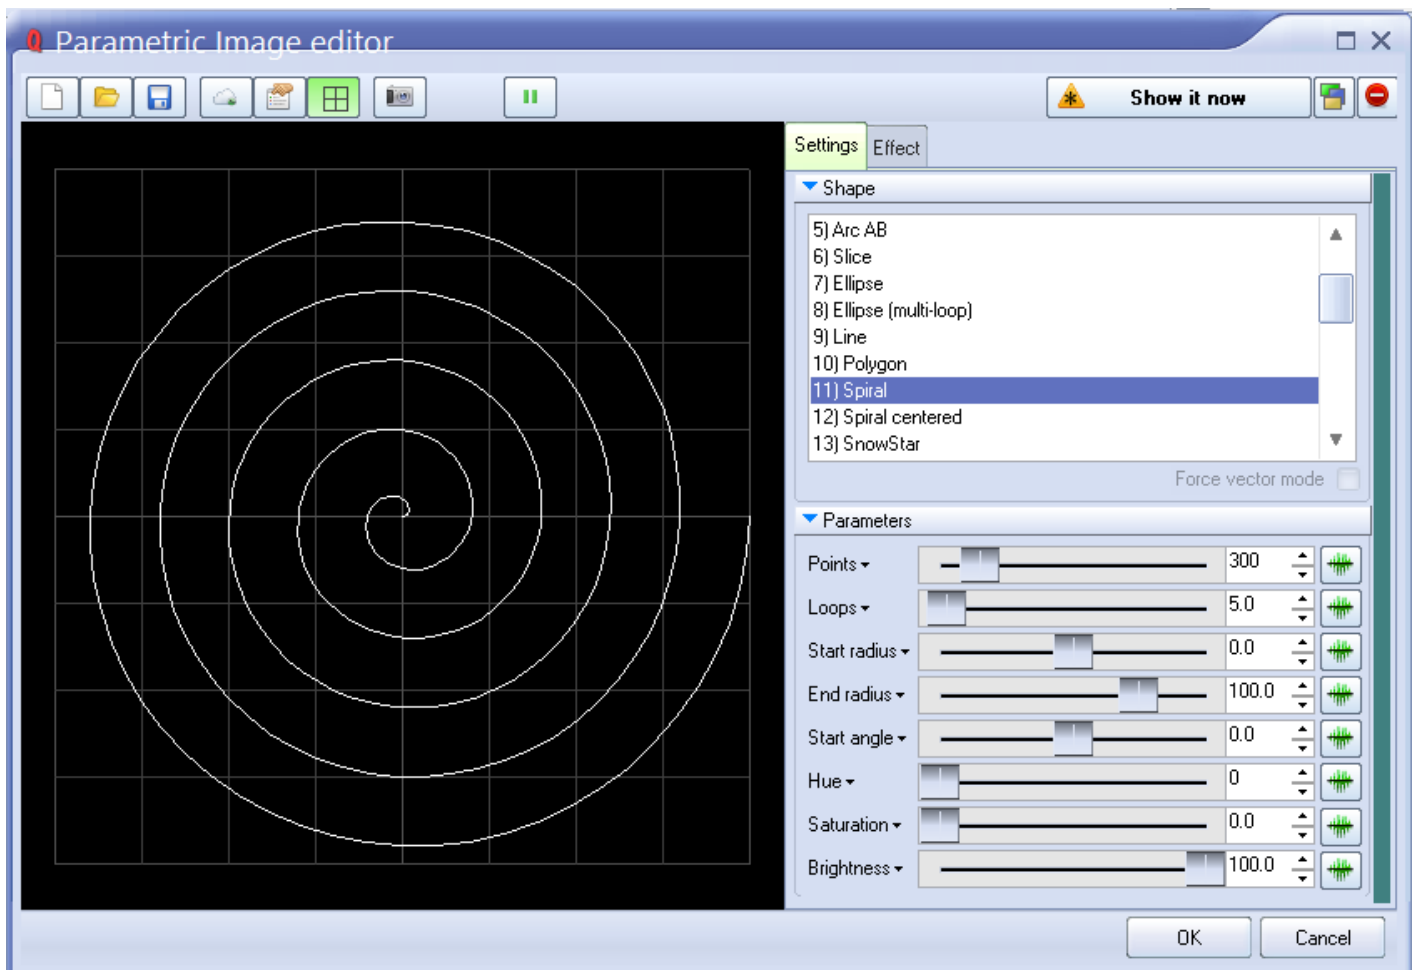 Parametric Image editor
Show it now
Settings Effect
Shape
5) Arc AB
6) Slice
7) Ellipse
8) Ellipse (multi-loop)
9) Line
10) Polygon
11) Spiral
12) Spiral centered
13) SnowStar
Force vector mode
Parameters
Points 300
Loops 5.0
Start radius 0.0
End radius 100.0
Start angle 0.0
Hue 0
Saturation 0.0
Brightness 100.0
OK Cancel